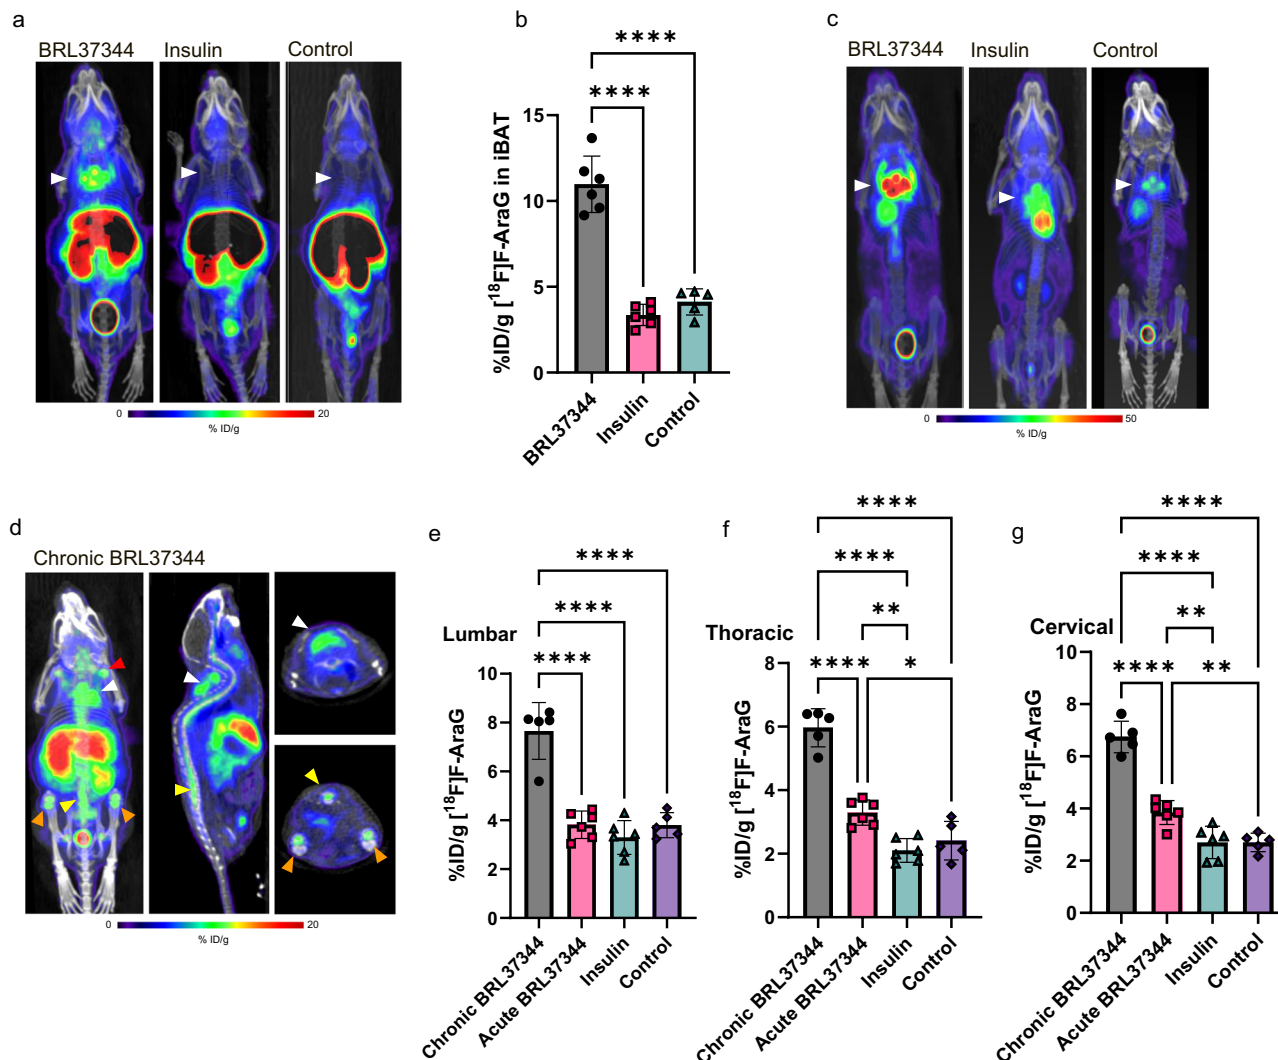 a
BRL37344
Insulin
Control
0
20
% ID/g
b
****
****
%ID/g [¹⁸F]F-AraG in iBAT
15
10
5
0
BRL37344
Insulin
Control
c
BRL37344
Insulin
Control
0
50
% ID/g
d
Chronic BRL37344
0
20
% ID/g
e
****
****
****
Lumbar
%ID/g [¹⁸F]F-AraG
10
8
6
4
2
0
Chronic BRL37344
Acute BRL37344
Insulin
Control
f
****
****
**
**** *
Thoracic
%ID/g [¹⁸F]F-AraG
8
6
4
2
0
Chronic BRL37344
Acute BRL37344
Insulin
Control
g
****
****
**
**** **
Cervical
%ID/g [¹⁸F]F-AraG
10
8
6
4
2
0
Chronic BRL37344
Acute BRL37344
Insulin
Control